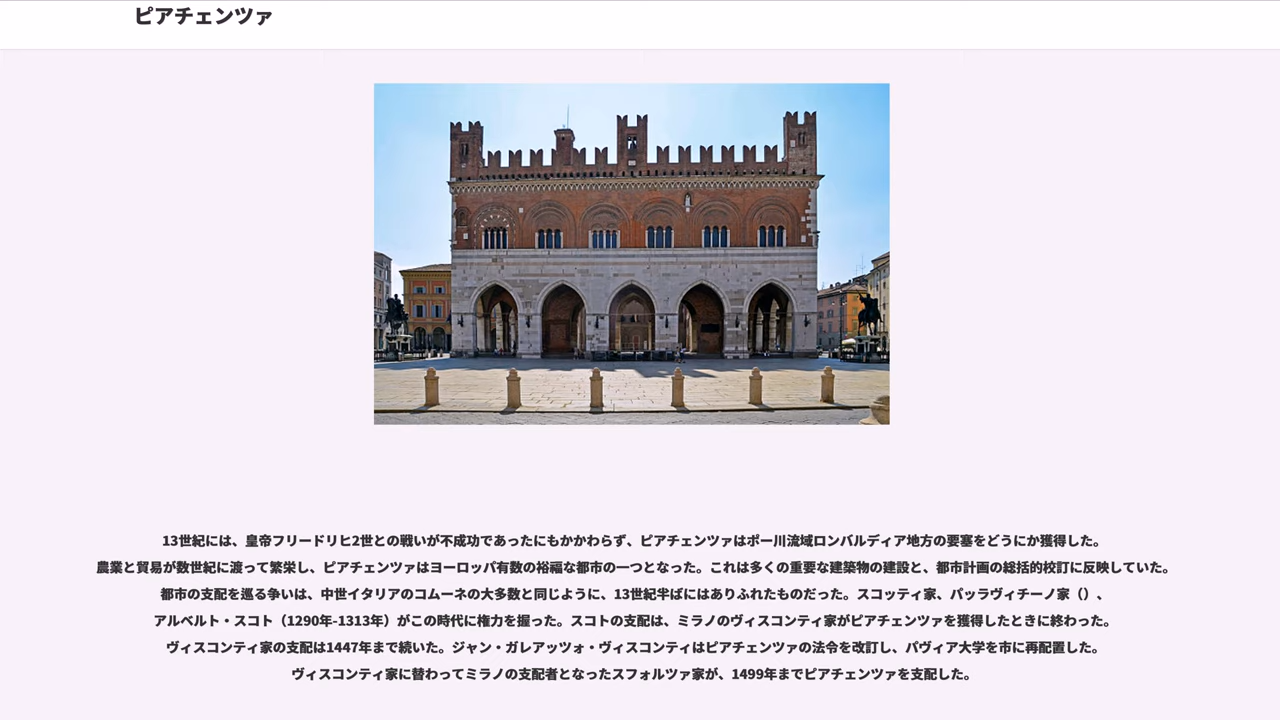 ピアチェンツァ
13世紀には、皇帝フリードリヒ2世との戦いが不成功であったにもかかわらず、ピアチェンツァはポー川流域ロンバルディア地方の要塞をどうにか獲得した。
農業と貿易が数世紀に渡って繁栄し、ピアチェンツァはヨーロッパ有数の裕福な都市の一つとなった。これは多くの重要な建築物の建設と、都市計画の総括的校訂に反映していた。
都市の支配を巡る争いは、中世イタリアのコムーネの大多数と同じように、13世紀半ばにはありふれたものだった。スコッティ家、パッラヴィチーノ家（）、
アルベルト・スコト（1290年-1313年）がこの時代に権力を握った。スコトの支配は、ミラノのヴィスコンティ家がピアチェンツァを獲得したときに終わった。
ヴィスコンティ家の支配は1447年まで続いた。ジャン・ガレアッツォ・ヴィスコンティはピアチェンツァの法令を改訂し、パヴィア大学を市に再配置した。
ヴィスコンティ家に替わってミラノの支配者となったスフォルツァ家が、1499年までピアチェンツァを支配した。